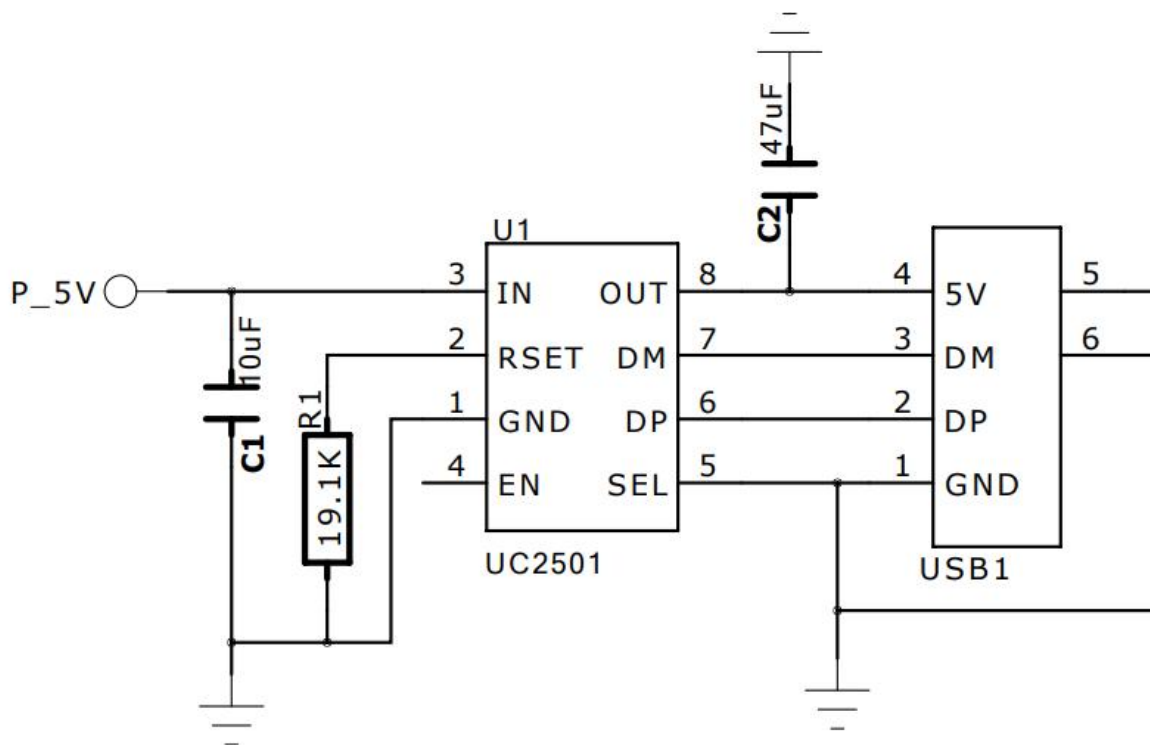 47uF
C2
U1
P_5V
3
IN
OUT
8
4
5V
5
10uF
2
RSET
DM
7
3
DM
6
R1
1
GND
DP
6
2
DP
C1
19.1K
4
EN
SEL
5
1
GND
UC2501
USB1